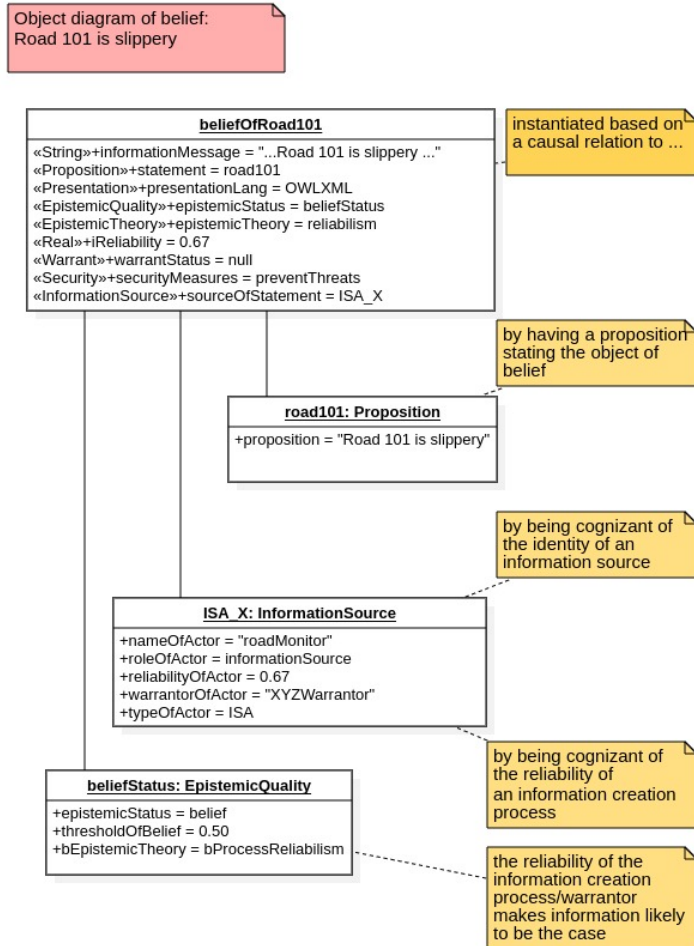 Object diagram of belief:
Road 101 is slippery
beliefOfRoad101
«String»+informationMessage = "...Road 101 is slippery ..."
«Proposition»+statement = road101
«Presentation»+presentationLang = OWLXML
«EpistemicQuality»+epistemicStatus = beliefStatus
«EpistemicTheory»+epistemicTheory = reliabilism
«Real»+iReliability = 0.67
«Warrant»+warrantStatus = null
«Security»+securityMeasures = preventThreats
«InformationSource»+sourceOfStatement = ISA_X
instantiated based on
a causal relation to ...
by having a proposition
stating the object of
belief
road101: Proposition
+proposition = "Road 101 is slippery"
by being cognizant of
the identity of an
information source
ISA_X: InformationSource
+nameOfActor = "roadMonitor"
+roleOfActor = informationSource
+reliabilityOfActor = 0.67
+warrantorOfActor = "XYZWarrantor"
+typeOfActor = ISA
by being cognizant of
the reliability of
an information creation
process
beliefStatus: EpistemicQuality
+epistemicStatus = belief
+thresholdOfBelief = 0.50
+bEpistemicTheory = bProcessReliabilism
the reliability of the
information creation
process/warrantor
makes information likely
to be the case